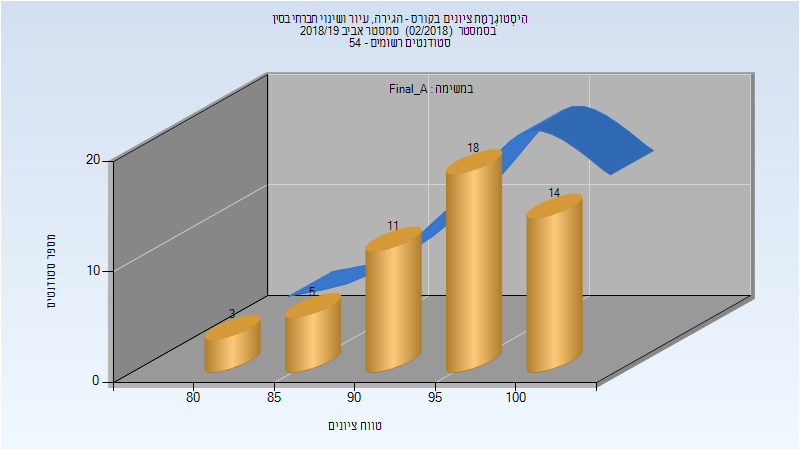 היסטוגרמת ציונים בקורס - הגירה, עיור ושינוי חברתי בסין
בסמסטר (02/2018) סמסטר אביב 2018/19
סטודנטים רשומים - 54
במשימה : Final_A
20
10
0
מספר סטודנטים
3
5
11
18
14
80
85
90
95
100
טווח ציונים